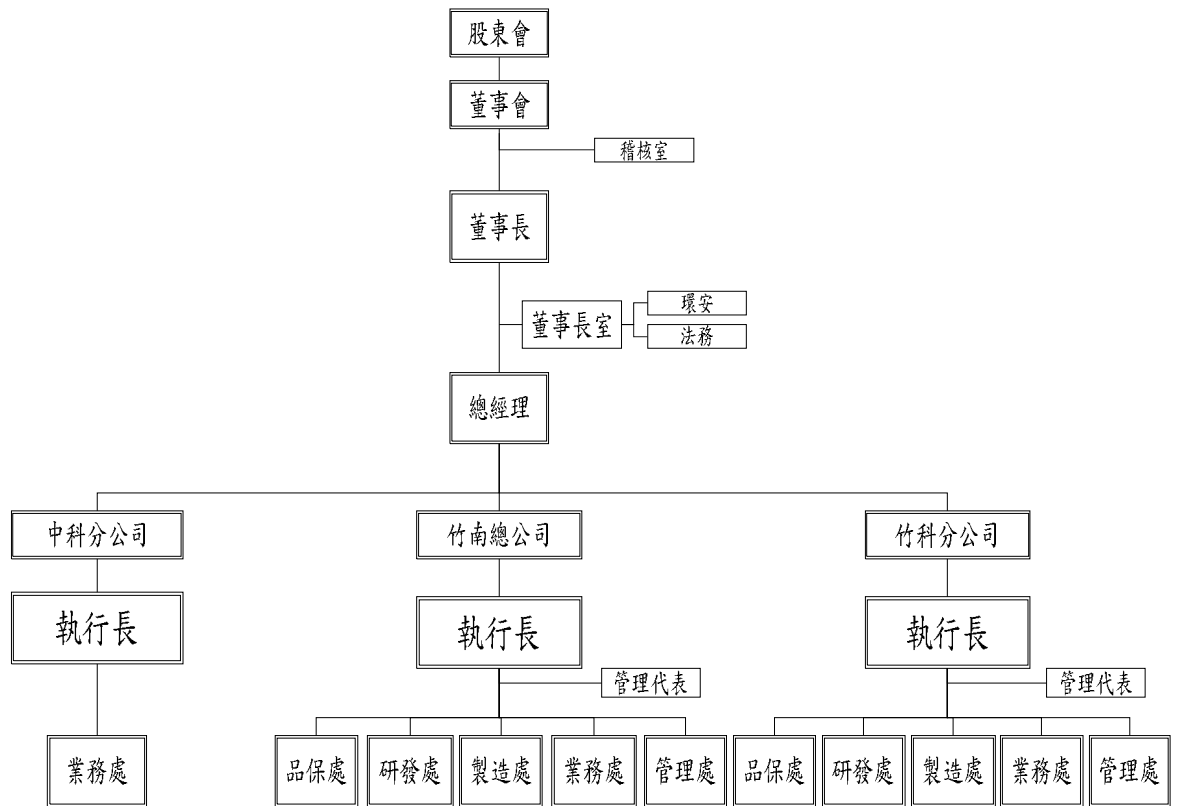 股東會
董事會
稽核室
董事長
董事長室
環安
法務
總經理
中科分公司
竹南總公司
竹科分公司
執行長
執行長
執行長
管理代表
管理代表
業務處
品保處
研發處
製造處
業務處
管理處
品保處
研發處
製造處
業務處
管理處